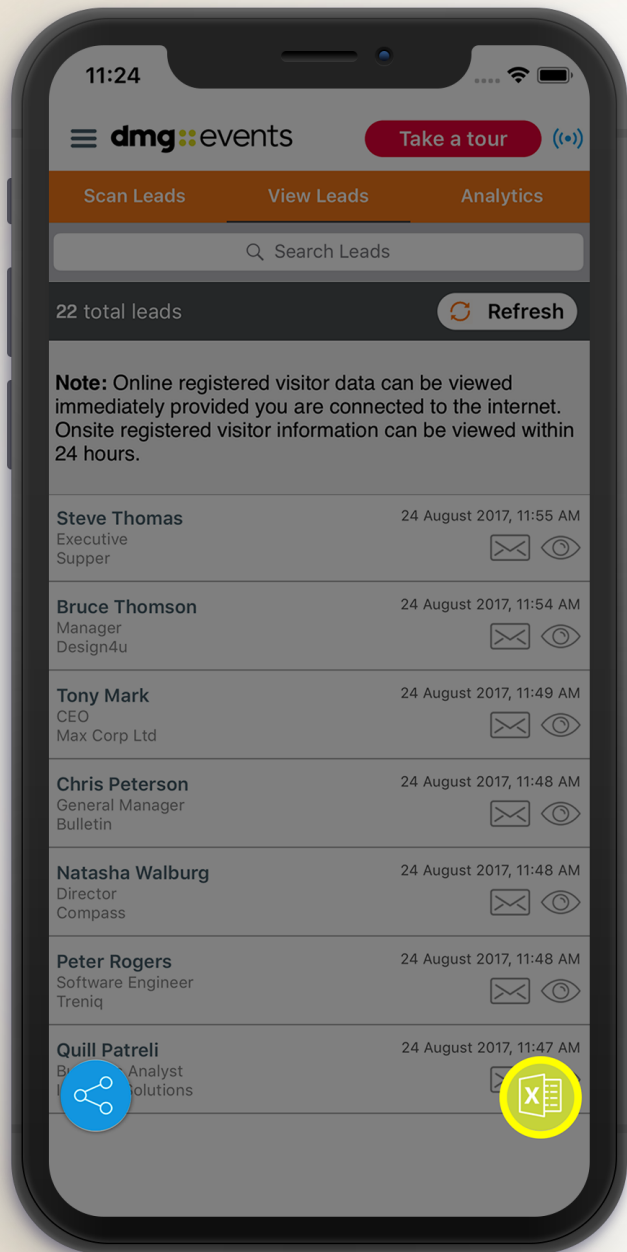 11:24
dmg::events
Take a tour
Scan Leads
View Leads
Analytics
Search Leads
22 total leads
Refresh
Note: Online registered visitor data can be viewed
immediately provided you are connected to the internet.
Onsite registered visitor information can be viewed within
24 hours.
Steve Thomas
24 August 2017, 11:55 AM
Executive
Supper
Bruce Thomson
24 August 2017, 11:54 AM
Manager
Design4u
Tony Mark
24 August 2017, 11:49 AM
CEO
Max Corp Ltd
Chris Peterson
24 August 2017, 11:48 AM
General Manager
Bulletin
Natasha Walburg
24 August 2017, 11:48 AM
Director
Compass
Peter Rogers
24 August 2017, 11:48 AM
Software Engineer
Treniq
Quill Patreli
24 August 2017, 11:47 AM
Analyst
X